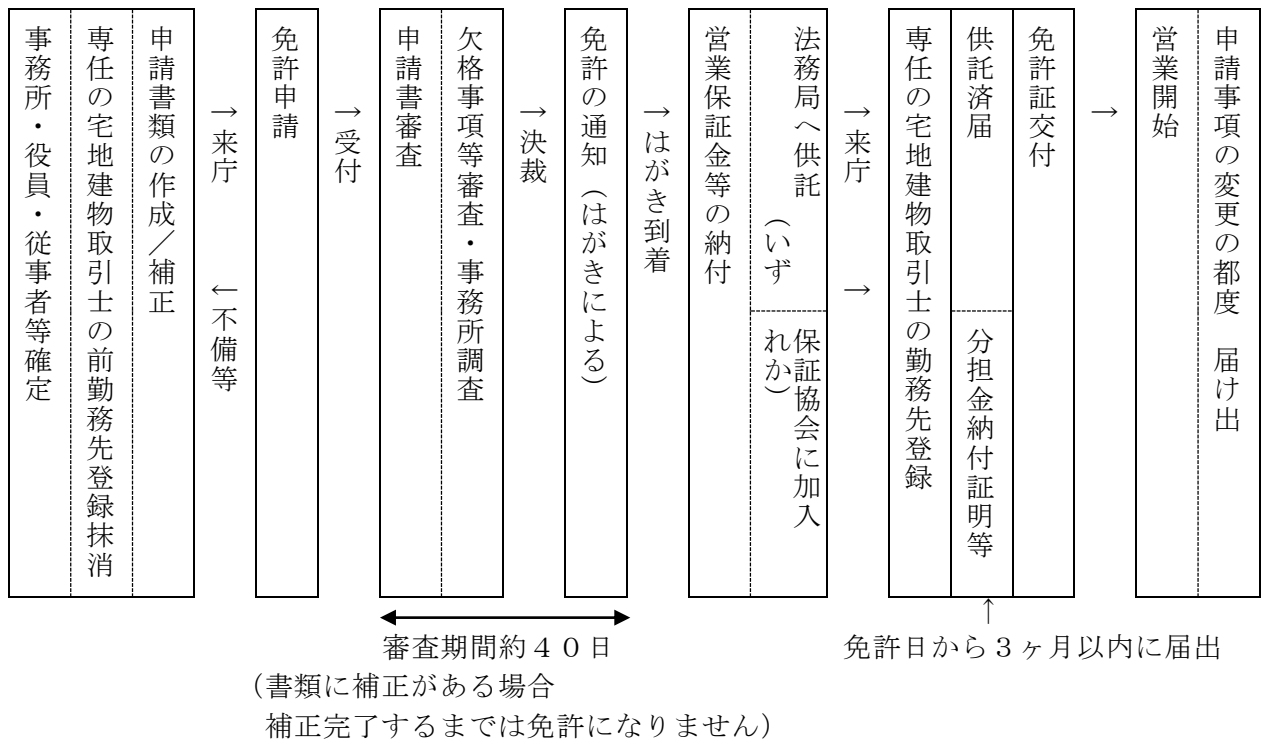 事務所・役員・従事者等確定
専任の宅地建物取引士の前勤務先登録抹消
申請書類の作成／補正
→来庁
←不備等
免許申請
→受付
申請書審査
欠格事項等審査・事務所調査
→決裁
免許の通知（はがきによる）
→はがき到着
営業保証金等の納付
法務局へ供託
（いず
保証協会に加入
れか）
→来庁
→
専任の宅地建物取引士の勤務先登録
供託済届
分担金納付証明等
免許証交付
→
営業開始
申請事項の変更の都度　届け出
審査期間約４０日
（書類に補正がある場合
補正完了するまでは免許になりません）
↑
免許日から３ヶ月以内に届出